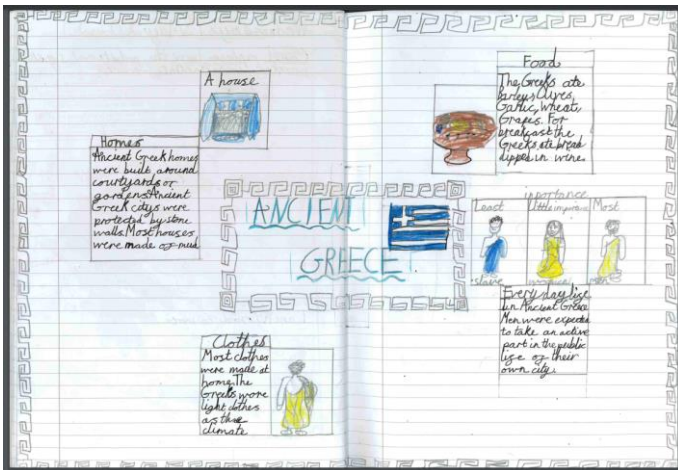 A house
Homes
Ancient Greek homes
were built around
courtyards or
gardens. Ancient
Greek citys were
protected by stone
walls. Most houses
were made of mud
Clothes
Most clothes
were made at
home. The
Greeks wore
light clothes
as the
climate
ANCIENT
GREECE
Food
The Greeks ate
barley, Olives,
Garlic, Wheat,
Grapes. For
breakfast the
Greeks ate bread
dipped in wine.
importance
Least
Little important
Most
slave
men
Every day life
in Ancient Greece
Men were expected
to take an active
part in the public
life of their
own city.